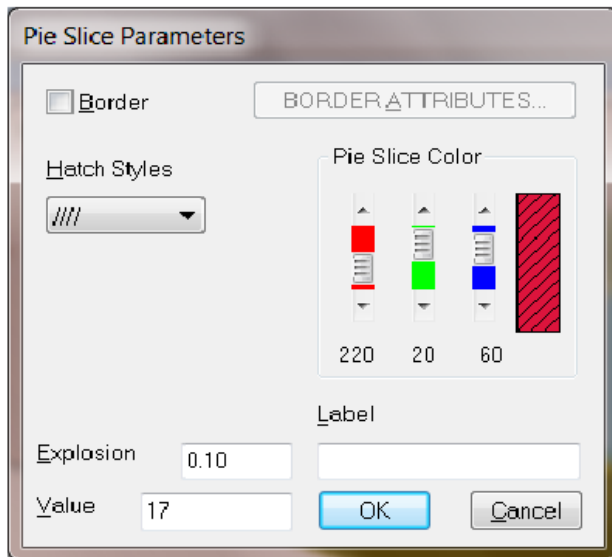 Pie Slice Parameters
Border
BORDER ATTRIBUTES...
Hatch Styles
Pie Slice Color
////
220 20 60
Label
Explosion 0.10
Value 17
OK Cancel